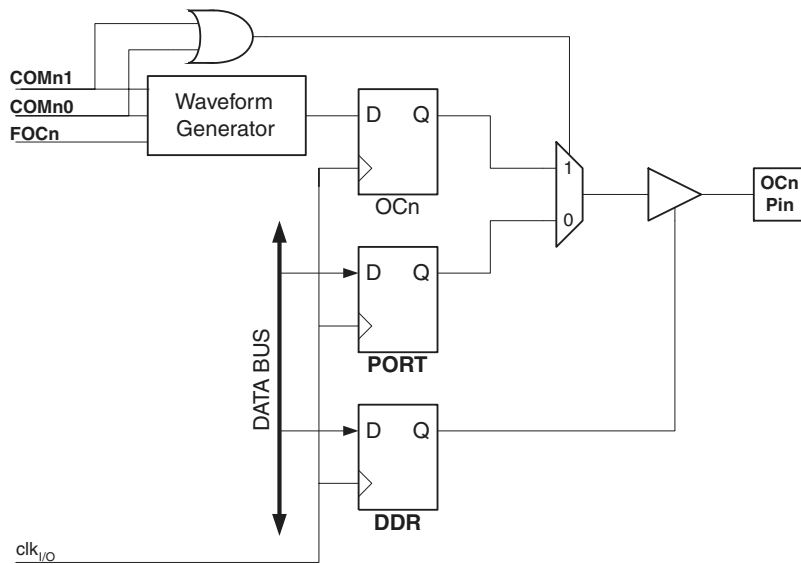 COMn1
COMn0
FOCn
Waveform
Generator
D Q
OCn
1
0
OCn
Pin
D Q
PORT
DATA BUS
D Q
DDR
clkI/O